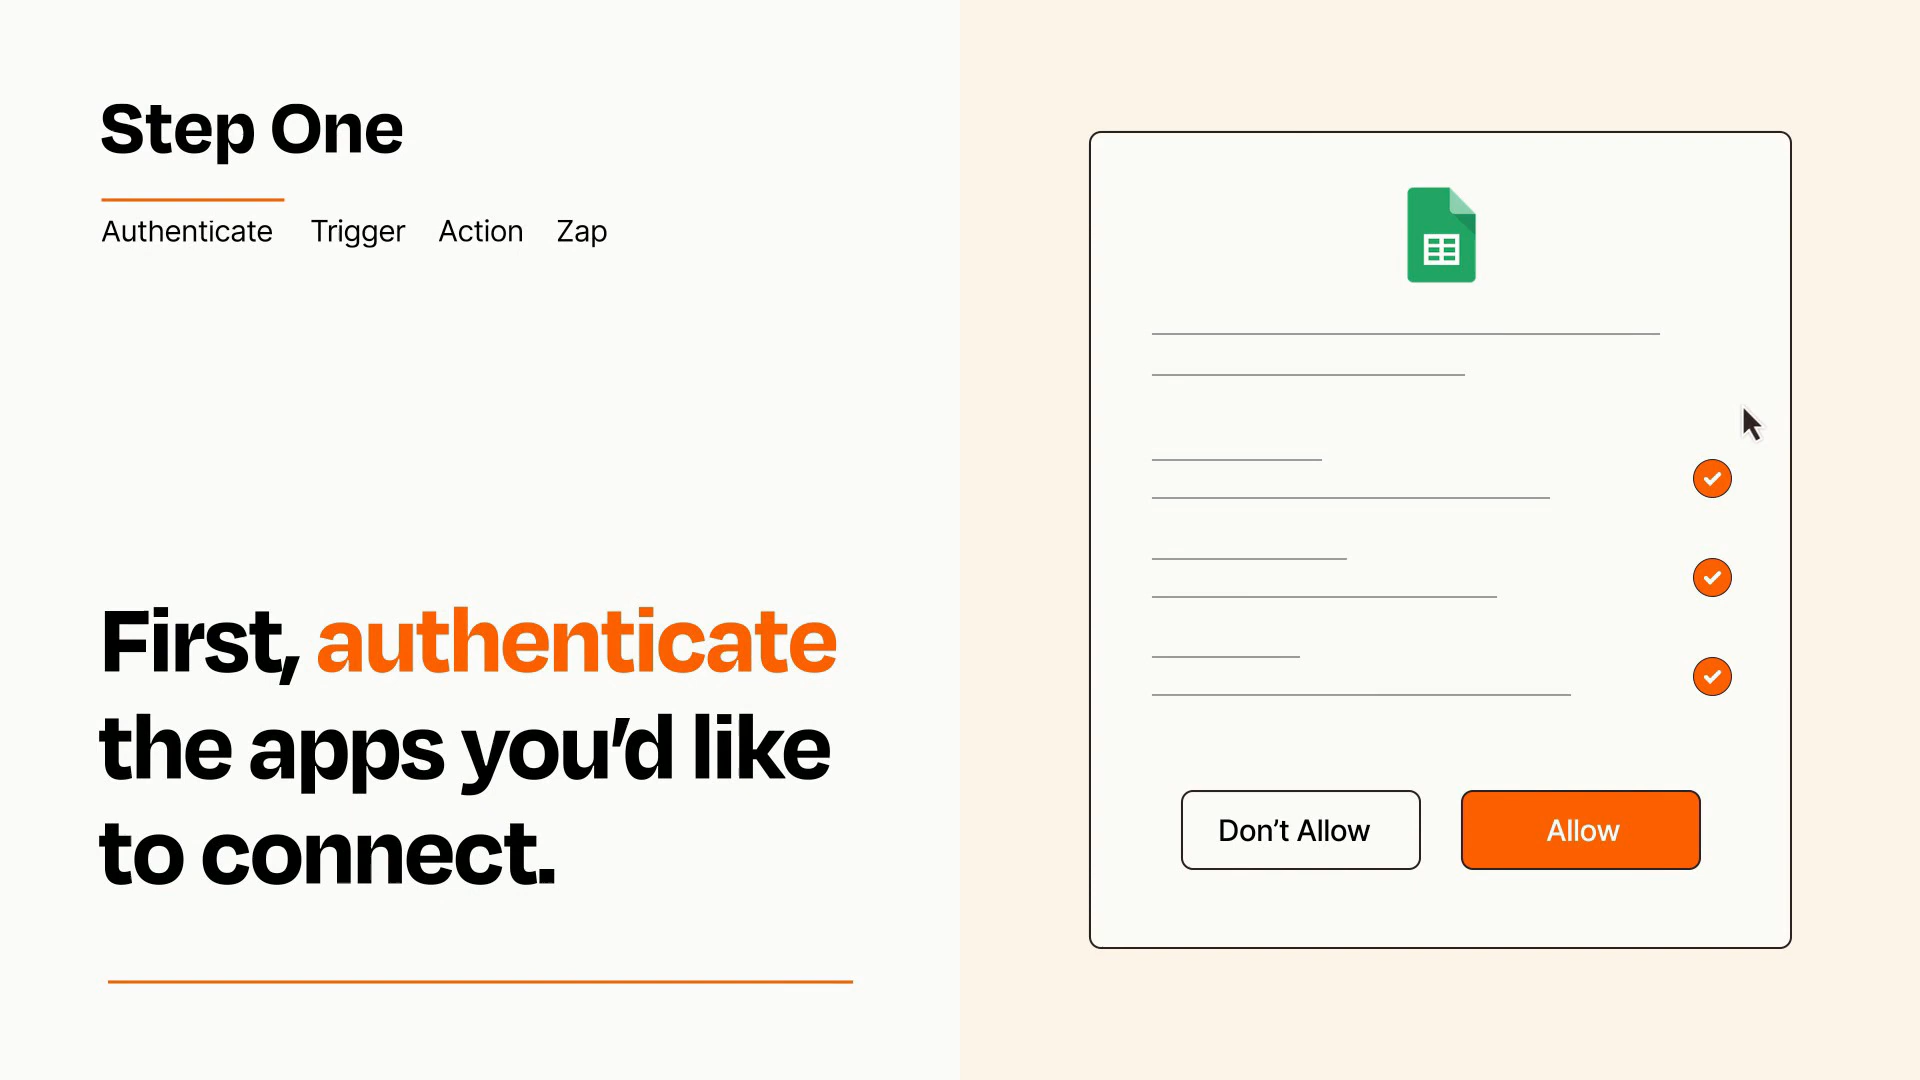 Step One
Authenticate Trigger Action Zap
First, authenticate
the apps you’d like
to connect.
Don’t Allow
Allow